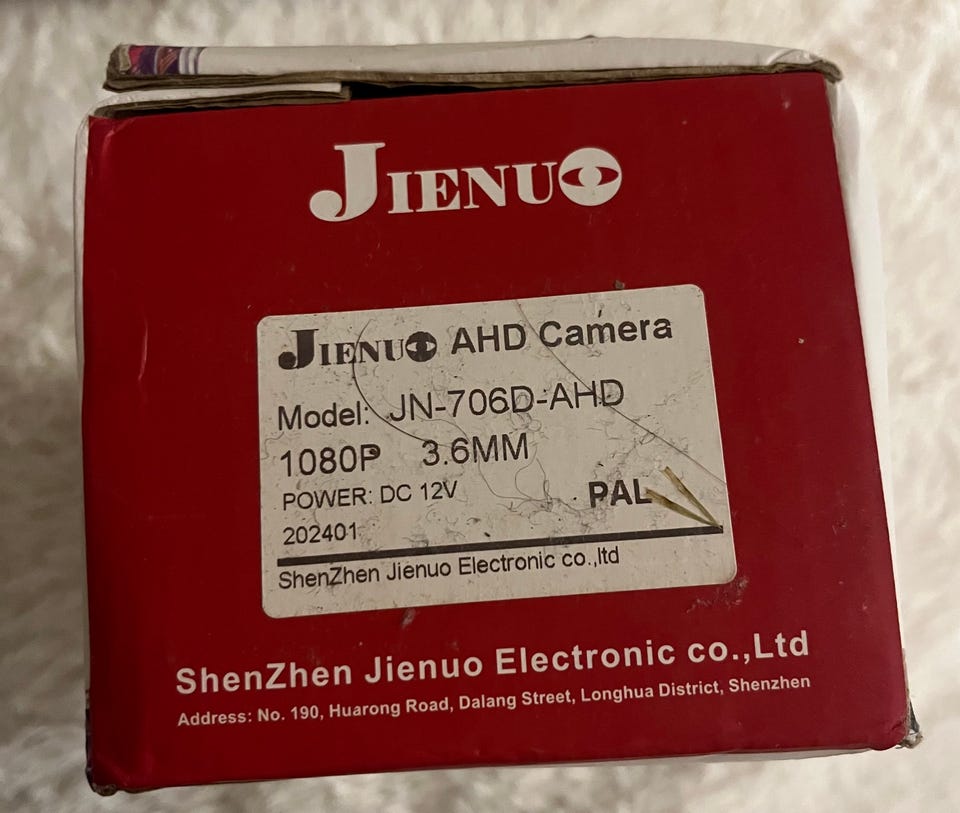 JIENUO
JIENUO AHD Camera
Model: JN-706D-AHD
1080P 3.6MM
POWER: DC 12V
PAL
202401
ShenZhen Jienuo Electronic co.,ltd
ShenZhen Jienuo Electronic co.,Ltd
Address: No. 190, Huarong Road, Dalang Street, Longhua District, Shenzhen